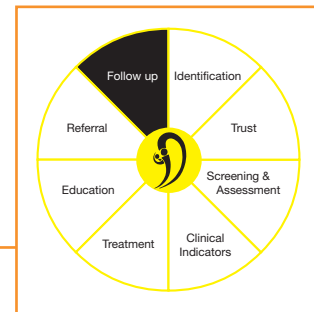 Follow up
Identification
Trust
Screening &
Assessment
Clinical
Indicators
Treatment
Education
Referral